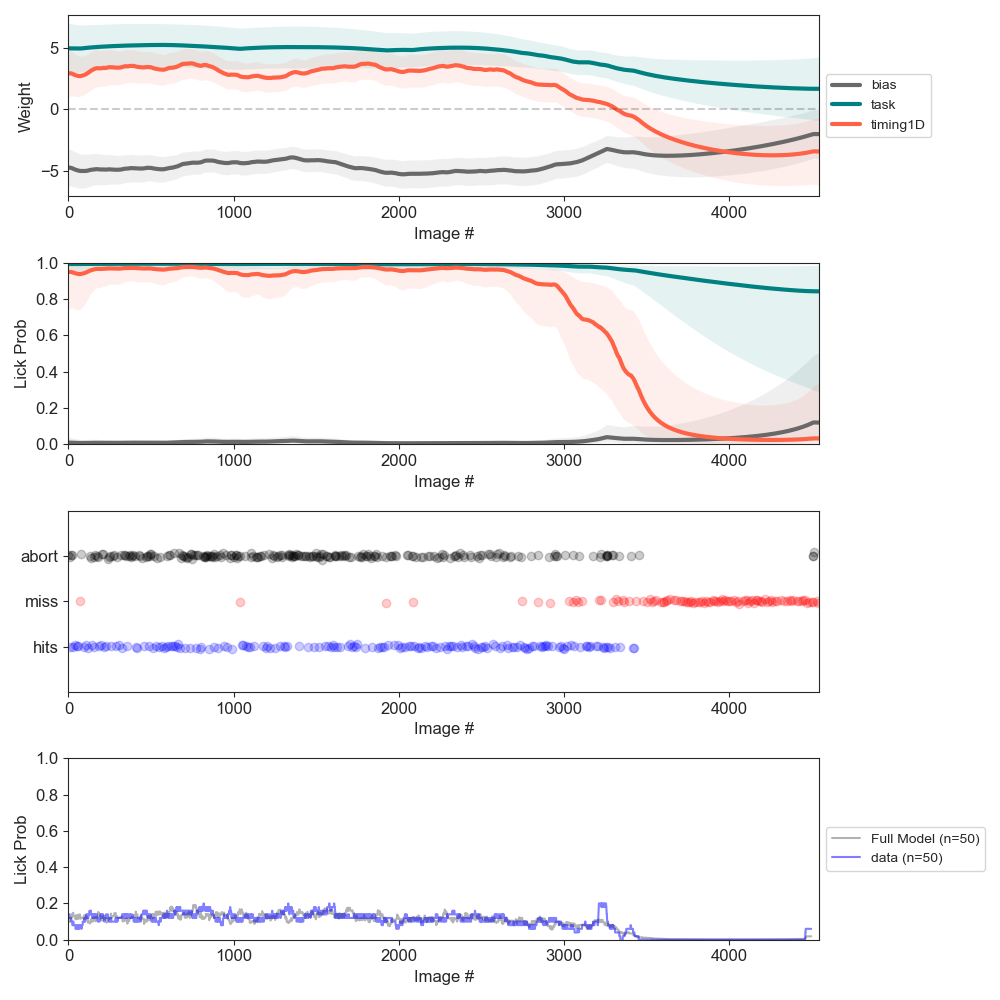 5
0
−5
Weight
0 1000 2000 3000 4000
Image #
bias
task
timing1D
1.0
0.8
0.6
0.4
0.2
0.0
Lick Prob
0 1000 2000 3000 4000
Image #
abort
miss
hits
0 1000 2000 3000 4000
Image #
1.0
0.8
0.6
0.4
0.2
0.0
Lick Prob
0 1000 2000 3000 4000
Image #
Full Model (n=50)
data (n=50)